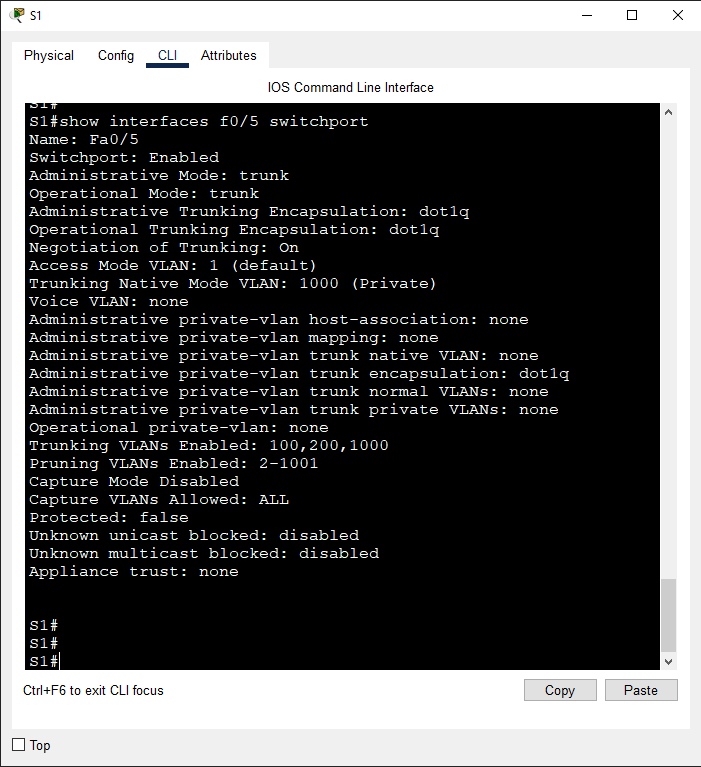 S1
Physical Config CLI Attributes
IOS Command Line Interface
S1#
S1#show interfaces f0/5 switchport
Name: Fa0/5
Switchport: Enabled
Administrative Mode: trunk
Operational Mode: trunk
Administrative Trunking Encapsulation: dot1q
Operational Trunking Encapsulation: dot1q
Negotiation of Trunking: On
Access Mode VLAN: 1 (default)
Trunking Native Mode VLAN: 1000 (Private)
Voice VLAN: none
Administrative private-vlan host-association: none
Administrative private-vlan mapping: none
Administrative private-vlan trunk native VLAN: none
Administrative private-vlan trunk encapsulation: dot1q
Administrative private-vlan trunk normal VLANs: none
Administrative private-vlan trunk private VLANs: none
Operational private-vlan: none
Trunking VLANs Enabled: 100,200,1000
Pruning VLANs Enabled: 2-1001
Capture Mode Disabled
Capture VLANs Allowed: ALL
Protected: false
Unknown unicast blocked: disabled
Unknown multicast blocked: disabled
Appliance trust: none
S1#
S1#
S1#
Ctrl+F6 to exit CLI focus Copy Paste
Top